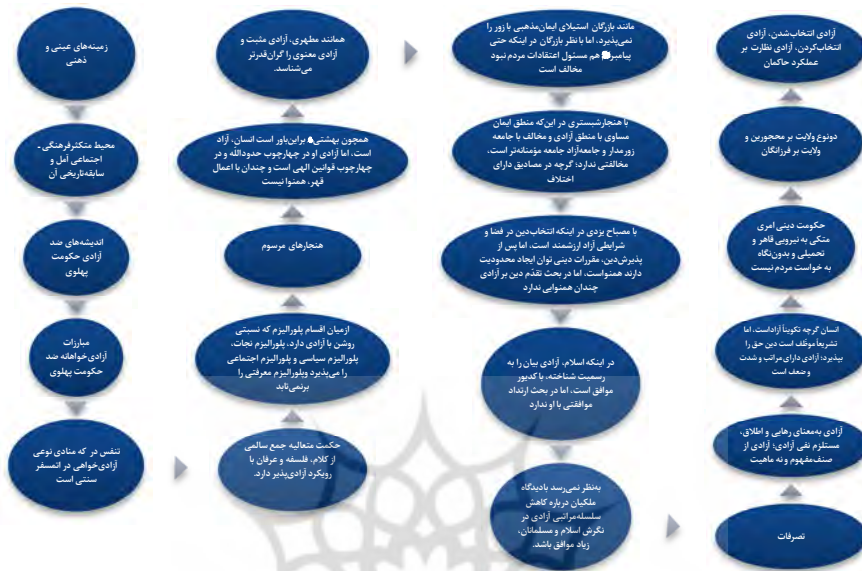 زمینه‌های عینی و
ذهنی
محیط متکثر فرهنگی ـ
اجتماعی آمل و
سابقه‌تاریخی آن
اندیشه‌های ضد
آزادی حکومت
پهلوی
مبارزات
آزادی‌خواهانه ضد
حکومت پهلوی
تنفس در که منادی نوعی
آزادی‌خواهی در اتمسفر
سنتی است
حکمت متعالیه جمع سالمی
از کلام، فلسفه و عرفان با
رویکرد آزادی‌پذیر دارد.
ازمیان اقسام پلورالیزم که نسبتی
روشن با آزادی دارد، پلورالیزم نجات،
پلورالیزم سیاسی و پلورالیزم اجتماعی
را می‌پذیرد وپلورالیزم معرفتی را
برنمی‌تابد
هنجارهای مرسوم
همچون بهشتی براین‌باور است انسان، آزاد
است، اما آزادی او در چهارچوب حدودالله و در
چهارچوب قوانین الهی است و چندان با اعمال
قهر، همنوا نیست
همانند مطهری، آزادی مثبت و
آزادی معنوی را گران‌قدرتر
می‌شناسد.
مانند بازرگان استیلای ایمان‌مذهبی با زور را
نمی‌پذیرد، اما با نظر بازرگان در اینکه حتی
پیامبر هم مسئول اعتقادات مردم نبود
مخالف است
با هنجارشبستری در این‌که منطق ایمان
مساوی با منطق آزادی و مخالف با جامعه
زورمدار و جامعه‌آزاد جامعه مؤمنانه‌تر است،
مخالفتی ندارد؛ گرچه در مصادیق دارای
اختلاف
با مصباح یزدی در اینکه انتخاب‌دین در فضا و
شرایطی آزاد ارزشمند است، اما پس از
پذیرش‌دین، مقررات دینی توان ایجاد محدودیت
دارند همنواست، اما در بحث تقدّم دین بر آزادی
چندان همنوایی ندارد
در اینکه اسلام، آزادی بیان را به
رسمیت شناخته، با کدیور
موافق است، اما در بحث ارتداد
موافقتی با او ندارد
به‌نظر نمی‌رسد بادیدگاه
ملکیان درباره کاهش
سلسله‌مراتبی آزادی در
نگرش اسلام و مسلمانان،
زیاد موافق باشد.
تصرفات
آزادی به‌معنای رهایی و اطلاق،
مستلزم نفی آزادی؛ آزادی از
صنف‌مفهوم و نه ماهیت
انسان گرچه تکویناً آزاداست، اما
تشریعاً موظّف است دین حق را
بپذیرد؛ آزادی دارای مراتب و شدت
و ضعف است
حکومت دینی امری
متکی به نیرویی قاهر و
تحمیلی و بدون‌نگاه
به خواست مردم نیست
دونوع ولایت بر محجورین و
ولایت بر فرزانگان
آزادی انتخاب‌شدن، آزادی
انتخاب‌کردن، آزادی نظارت بر
عملکرد حاکمان